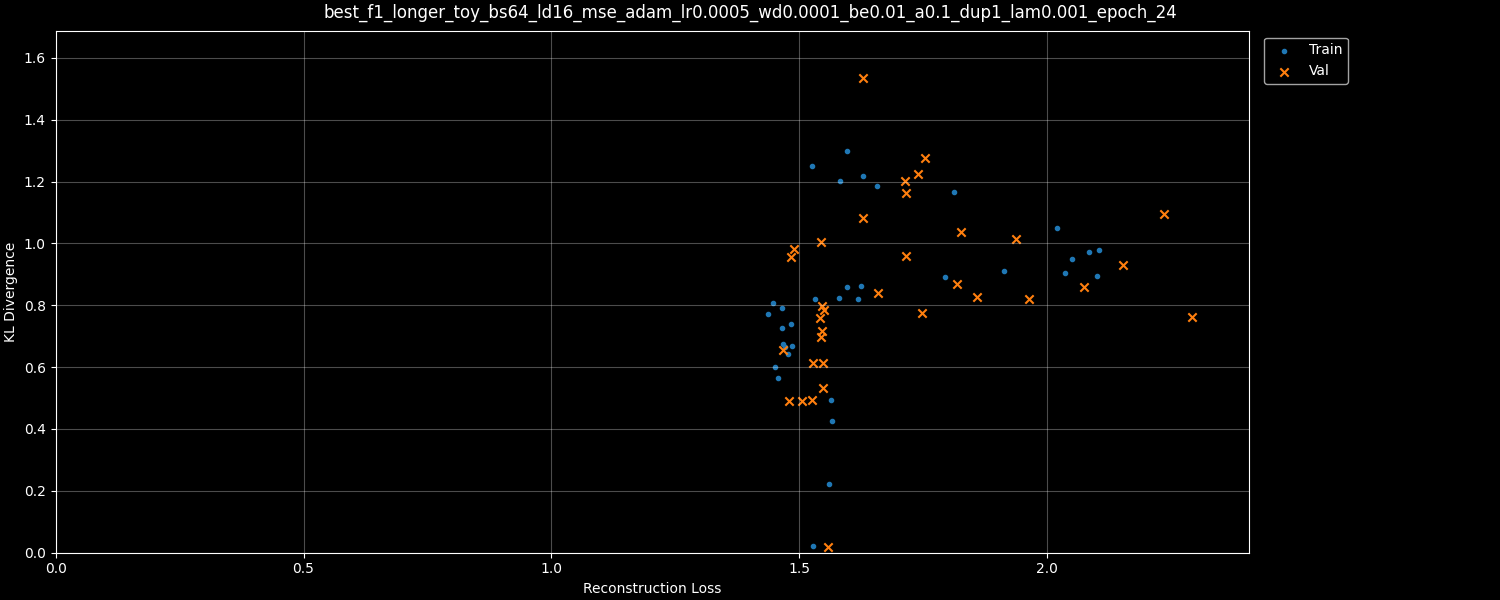 best_f1_longer_toy_bs64_ld16_mse_adam_lr0.0005_wd0.0001_be0.01_a0.1_dup1_lam0.001_epoch_24
Train
Val
KL Divergence
1.6
1.4
1.2
1.0
0.8
0.6
0.4
0.2
0.0
0.0 0.5 1.0 1.5 2.0
Reconstruction Loss